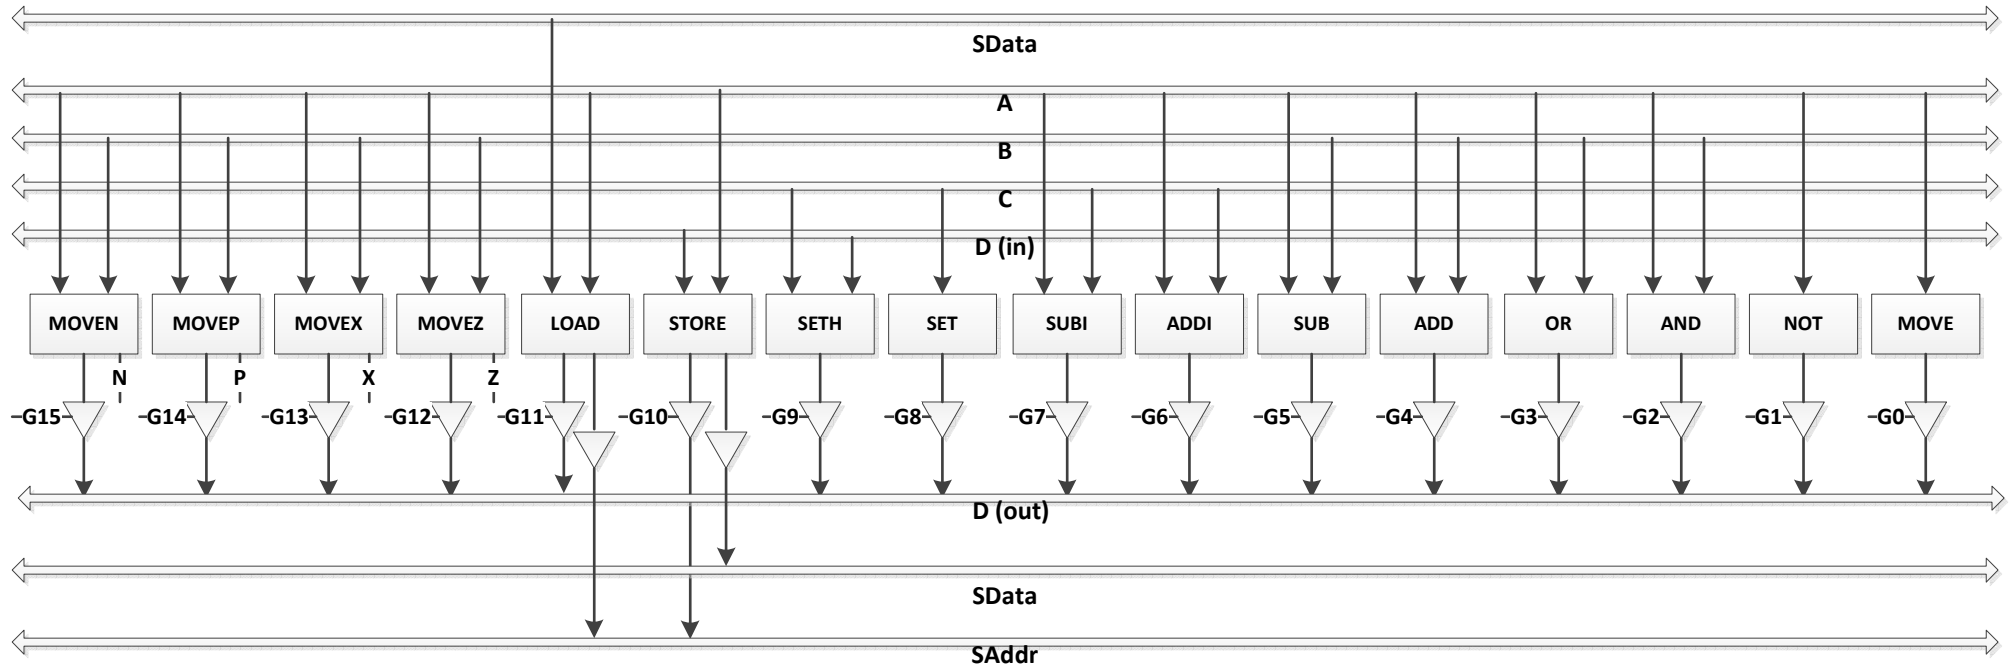 SData
A
B
C
D (in)
MOVEN MOVEP MOVEX MOVEZ LOAD STORE SETH SET SUBI ADDI SUB ADD OR AND NOT MOVE
N P X Z
G15 G14 G13 G12 G11 G10 G9 G8 G7 G6 G5 G4 G3 G2 G1 G0
D (out)
SData
SAddr